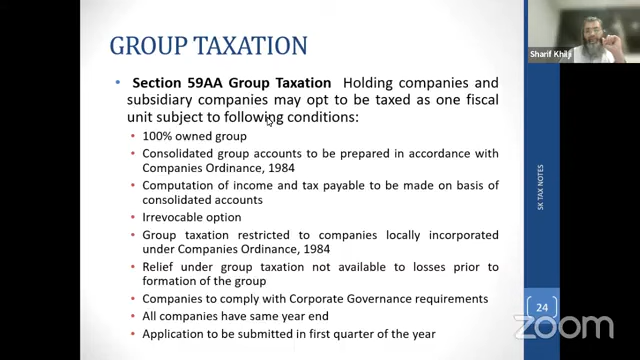 GROUP TAXATION
Sharif Khilji
• Section 59AA Group Taxation Holding companies and
subsidiary companies may opt to be taxed as one fiscal
unit subject to following conditions:
• 100% owned group
• Consolidated group accounts to be prepared in accordance with
Companies Ordinance, 1984
• Computation of income and tax payable to be made on basis of
consolidated accounts
• Irrevocable option
• Group taxation restricted to companies locally incorporated
under Companies Ordinance, 1984
• Relief under group taxation not available to losses prior to
formation of the group
• Companies to comply with Corporate Governance requirements
• All companies have same year end
• Application to be submitted in first quarter of the year
SK TAX NOTES
24
zoom